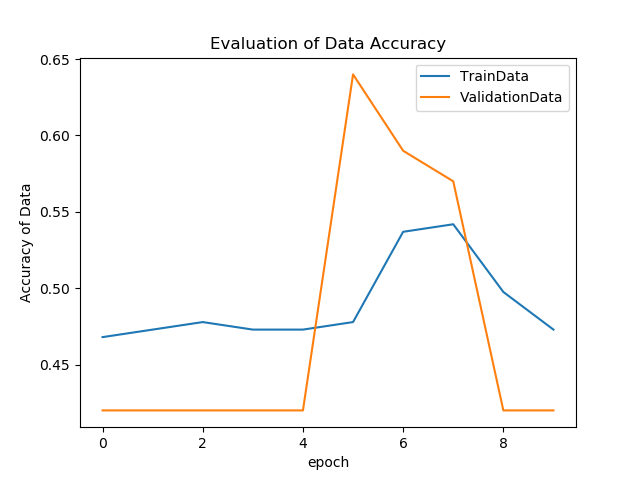 Evaluation of Data Accuracy
TrainData
ValidationData
Accuracy of Data
0.65
0.60
0.55
0.50
0.45
0 2 4 6 8
epoch